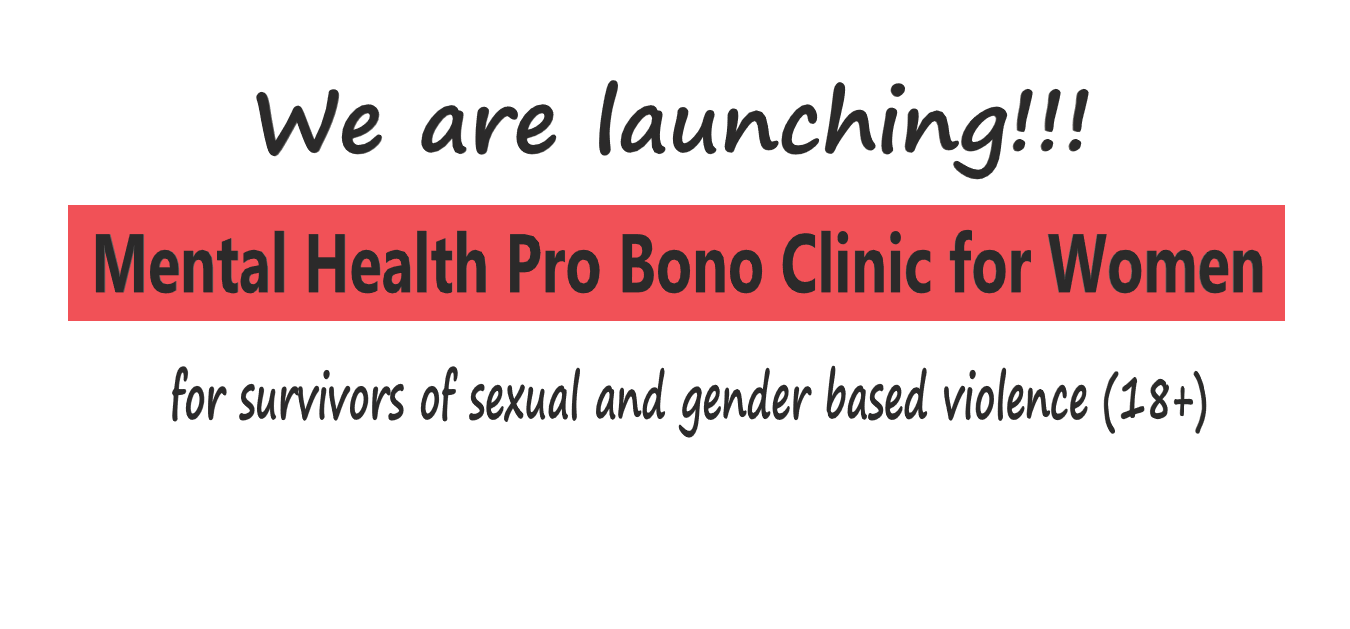 We are launching!!!
Mental Health Pro Bono Clinic for Women
for survivors of sexual and gender based violence (18+)